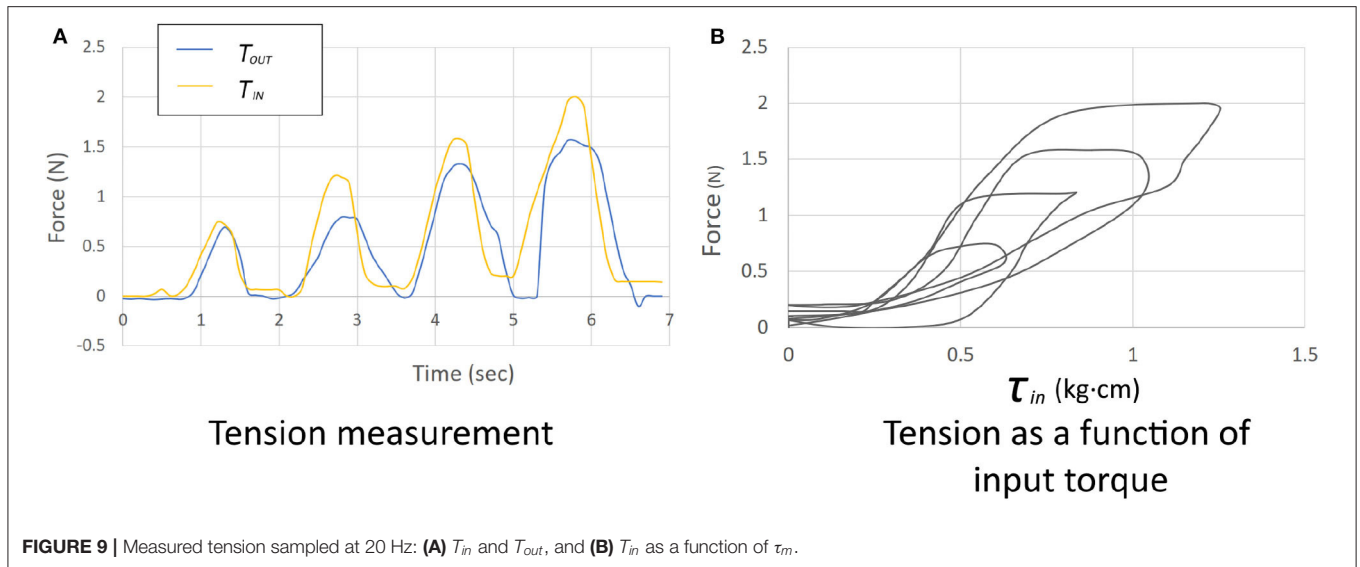 A
2.5
2
1.5
1
0.5
0
-0.5
0 1 2 3 4 5 6 7
Force (N)
Time (sec)
T_OUT
T_IN
Tension measurement
B
2.5
2
1.5
1
0.5
0
0 0.5 1 1.5
Force (N)
τ_in (kg·cm)
Tension as a function of
input torque
FIGURE 9 | Measured tension sampled at 20 Hz: (A) T_in and T_out, and (B) T_in as a function of τ_m.